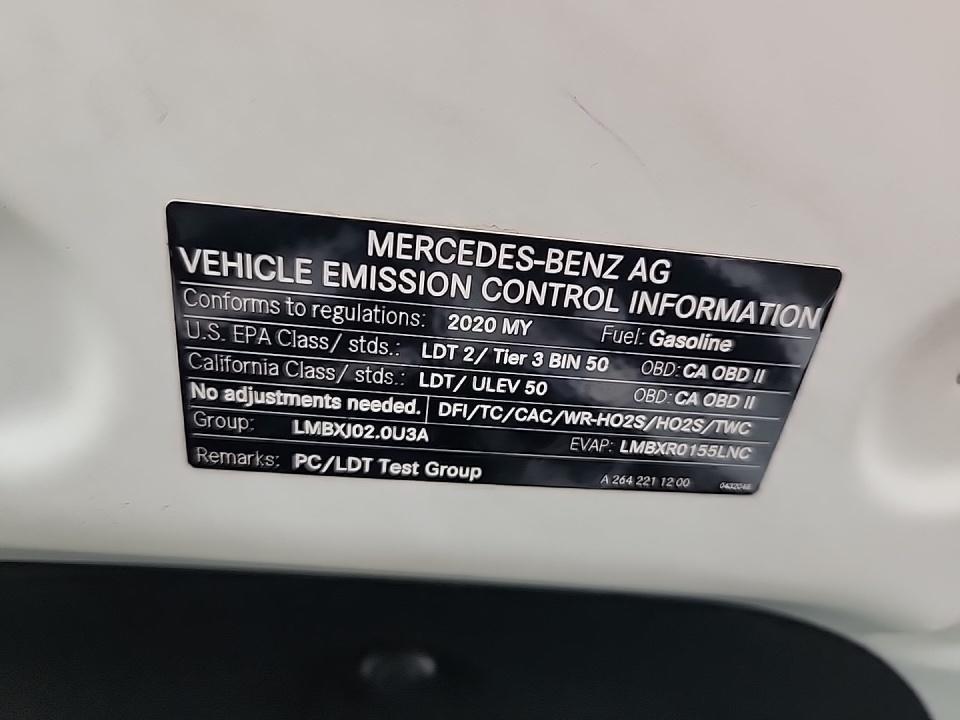 MERCEDES-BENZ AG
VEHICLE EMISSION CONTROL INFORMATION
Conforms to regulations: 2020 MY Fuel: Gasoline
U.S. EPA Class/ stds.: LDT 2/ Tier 3 BIN 50 OBD: CA OBD II
California Class/ stds.: LDT/ ULEV 50 OBD: CA OBD II
No adjustments needed. DFI/TC/CAC/WR-HO2S/HO2S/TWC
Group: LMBXJ02.0U3A EVAP: LMBXR0155LNC
Remarks: PC/LDT Test Group A 264 221 12 00